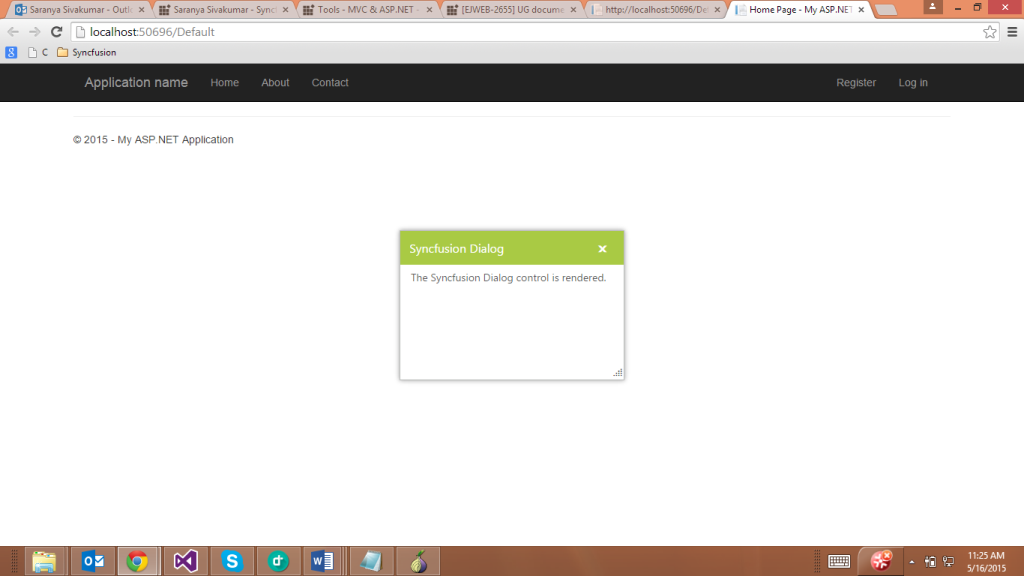 Saranya Sivakumar - Outl
Saranya Sivakumar - Sync
Tools - MVC & ASP.NET -
[EJWEB-2655] UG docume
http://localhost:50696/De
Home Page - My ASP.NET
localhost:50696/Default
8 C Syncfusion
Application name Home About Contact Register Log in
© 2015 - My ASP.NET Application
Syncfusion Dialog
The Syncfusion Dialog control is rendered.
11:25 AM
5/16/2015